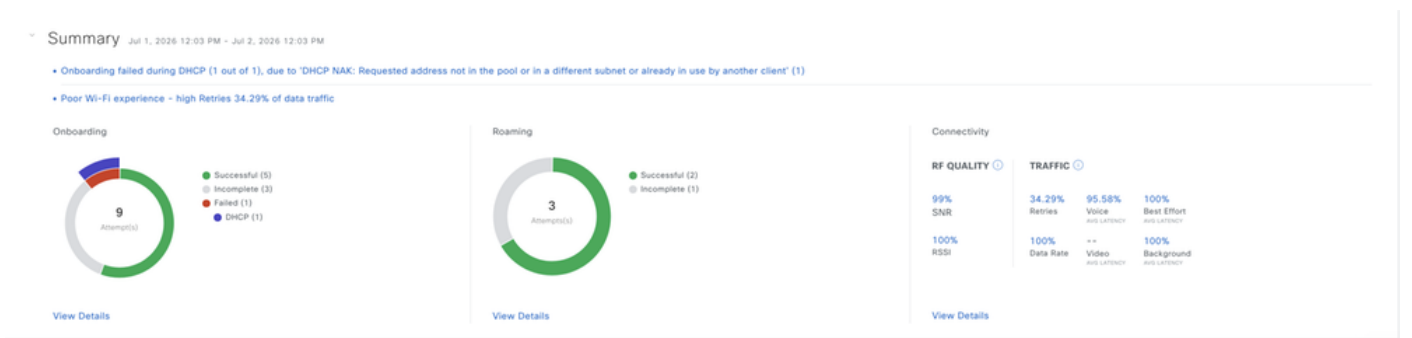 Summary Jul 1, 2026 12:03 PM - Jul 2, 2026 12:03 PM
• Onboarding failed during DHCP (1 out of 1), due to 'DHCP NAK: Requested address not in the pool or in a different subnet or already in use by another client' (1)
• Poor Wi-Fi experience - high Retries 34.29% of data traffic
Onboarding
9
Attempt(s)
Successful (5)
Incomplete (3)
Failed (1)
DHCP (1)
View Details
Roaming
3
Attempts(s)
Successful (2)
Incomplete (1)
View Details
Connectivity
RF QUALITY
99%
SNR
100%
RSSI
TRAFFIC
34.29% 95.58% 100%
Retries Voice Best Effort
AVG LATENCY AVG LATENCY
100% -- 100%
Data Rate Video Background
AVG LATENCY AVG LATENCY
View Details